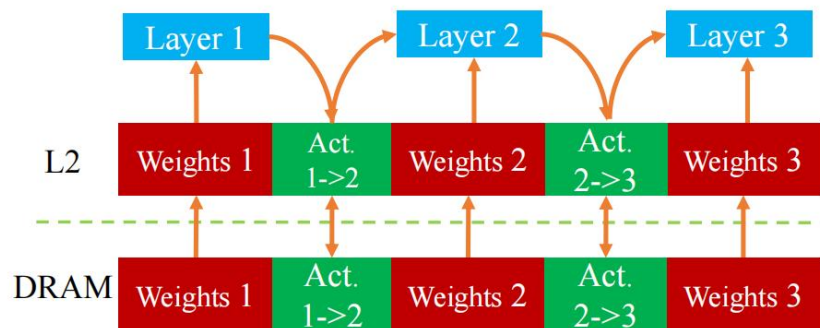 Layer 1
Layer 2
Layer 3
L2
Weights 1
Act.
1->2
Weights 2
Act.
2->3
Weights 3
DRAM
Weights 1
Act.
1->2
Weights 2
Act.
2->3
Weights 3